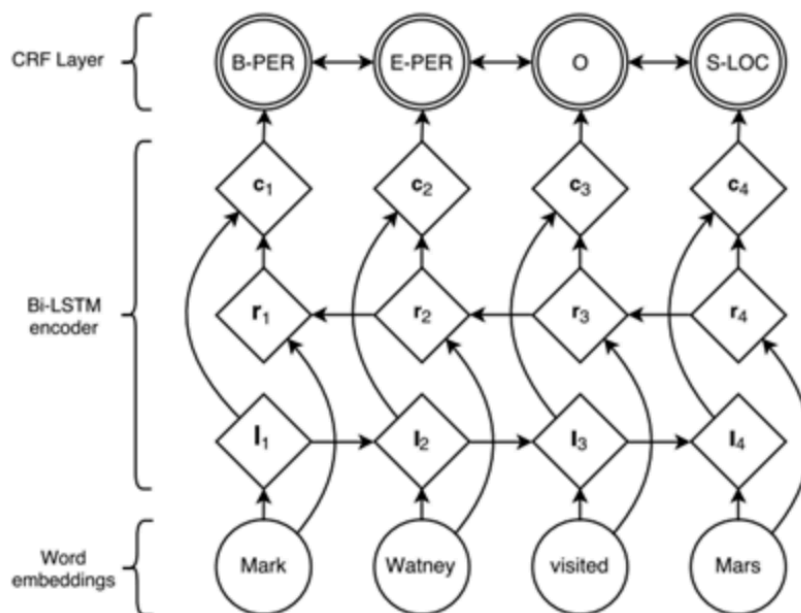 CRF Layer
B-PER E-PER O S-LOC
c₁ c₂ c₃ c₄
Bi-LSTM
encoder
r₁ r₂ r₃ r₄
l₁ l₂ l₃ l₄
Word
embeddings
Mark Watney visited Mars